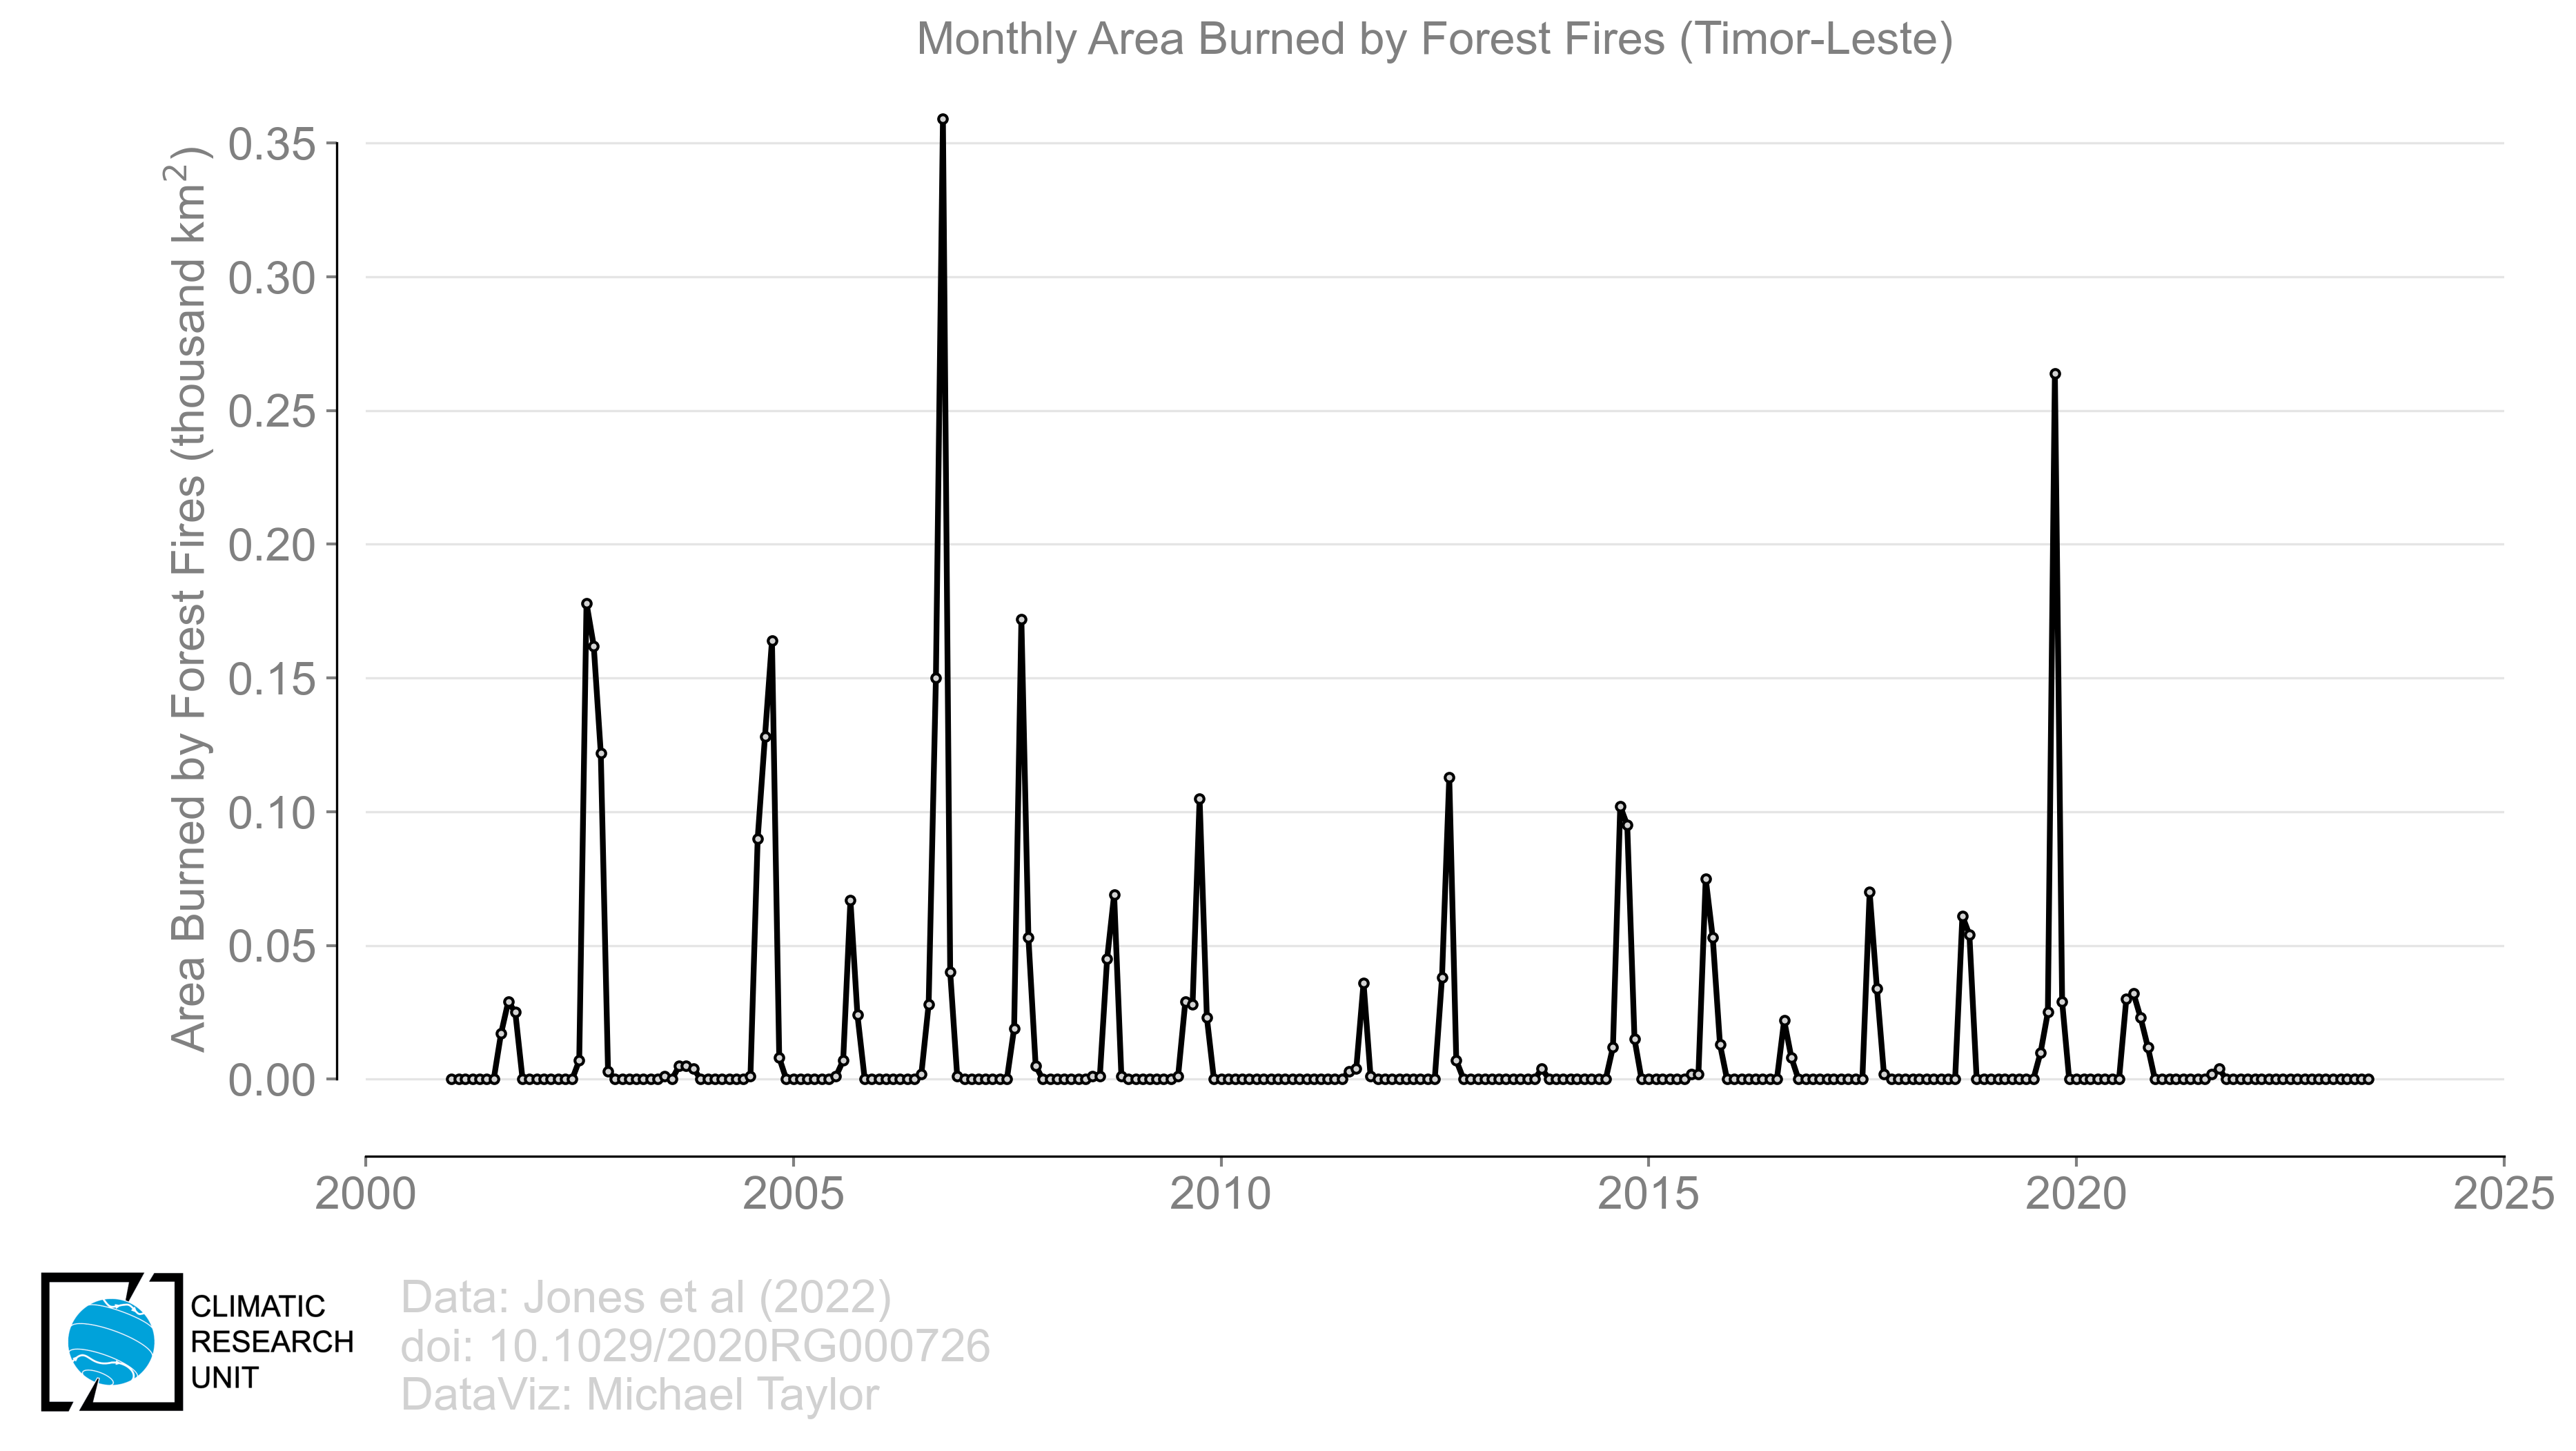 Monthly Area Burned by Forest Fires (Timor-Leste)
Area Burned by Forest Fires (thousand km²)
0.35
0.30
0.25
0.20
0.15
0.10
0.05
0.00
2000
2005
2010
2015
2020
2025
CLIMATIC
RESEARCH
UNIT
Data: Jones et al (2022)
doi: 10.1029/2020RG000726
DataViz: Michael Taylor